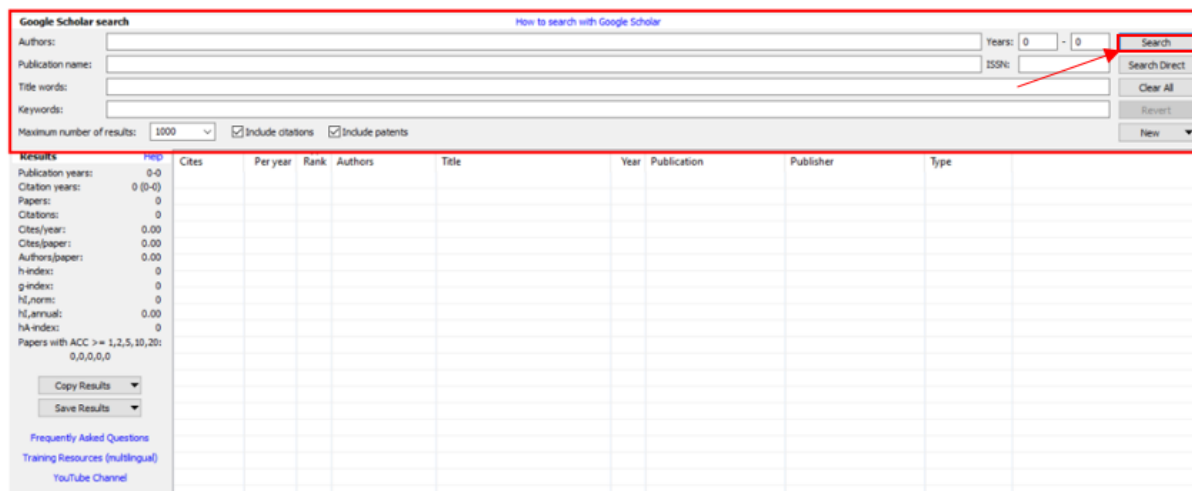 Google Scholar search How to search with Google Scholar
Authors: Years: 0 - 0 Search
Publication name: ISSN: Search Direct
Title words: Clear All
Keywords: Revert
Maximum number of results: 1000 Include citations Include patents New
Results Help Cites Per year Rank Authors Title Year Publication Publisher Type
Publication years: 0-0
Citation years: 0 (0-0)
Papers: 0
Citations: 0
Cites/year: 0.00
Cites/paper: 0.00
Authors/paper: 0.00
h-index: 0
g-index: 0
hI,norm: 0
hI,annual: 0.00
hA-index: 0
Papers with ACC >= 1,2,5,10,20:
0,0,0,0,0
Copy Results
Save Results
Frequently Asked Questions
Training Resources (multilingual)
YouTube Channel